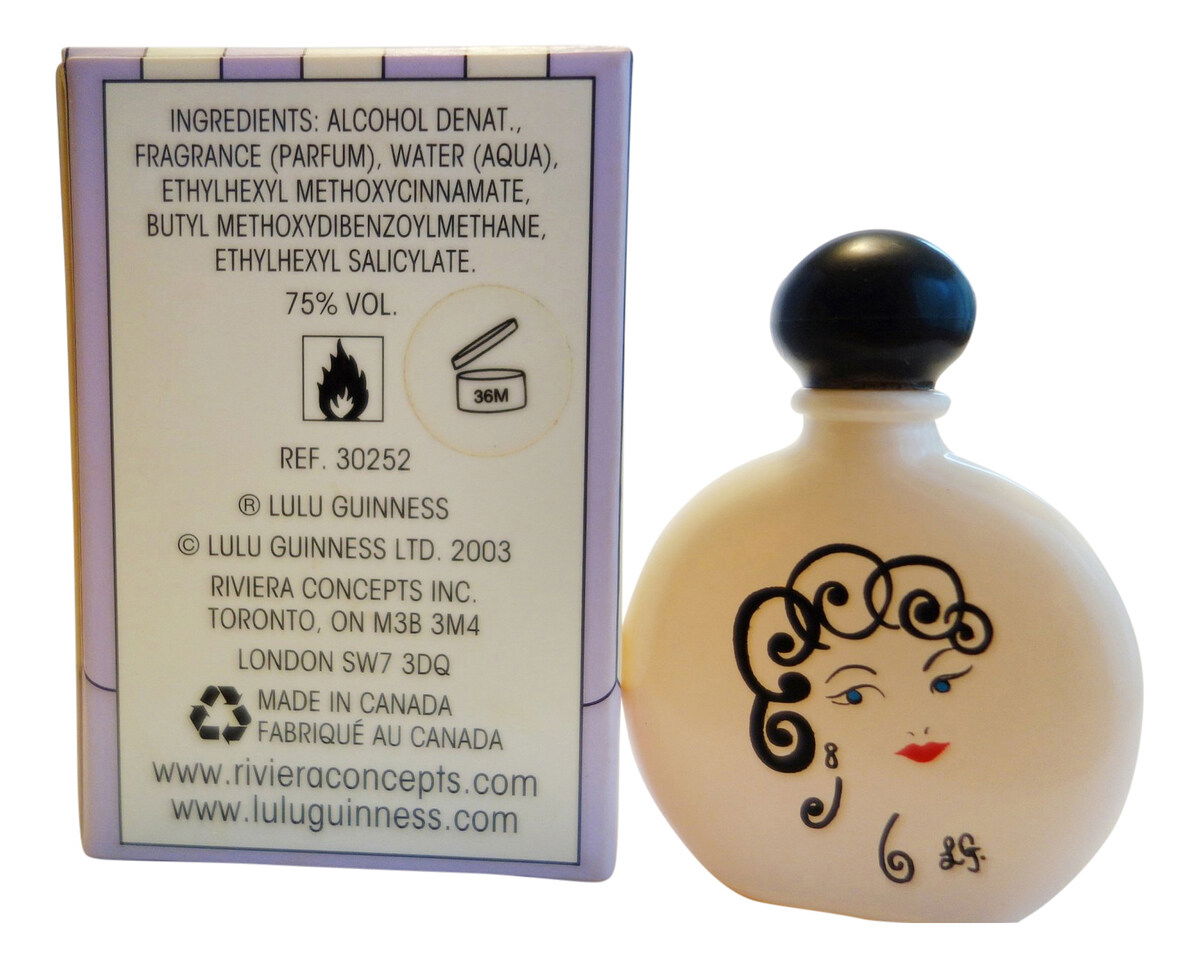 INGREDIENTS: ALCOHOL DENAT.,
FRAGRANCE (PARFUM), WATER (AQUA),
ETHYLHEXYL METHOXYCINNAMATE,
BUTYL METHOXYDIBENZOYLMETHANE,
ETHYLHEXYL SALICYLATE.
75% VOL.
36M
REF. 30252
® LULU GUINNESS
© LULU GUINNESS LTD. 2003
RIVIERA CONCEPTS INC.
TORONTO, ON M3B 3M4
LONDON SW7 3DQ
MADE IN CANADA
FABRIQUÉ AU CANADA
www.rivieraconcepts.com
www.luluguinness.com
LG.